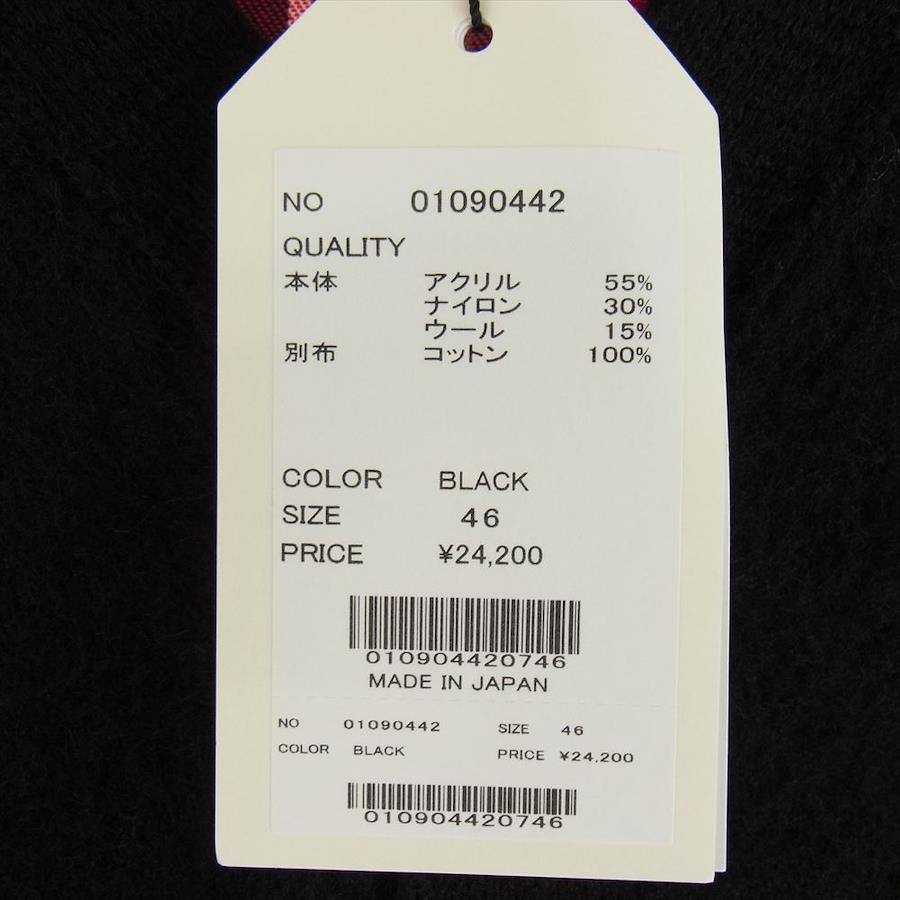 NO 01090442
QUALITY
本体 アクリル 55%
ナイロン 30%
ウール 15%
別布 コットン 100%
COLOR BLACK
SIZE 46
PRICE ¥24,200
010904420746
MADE IN JAPAN
NO 01090442 SIZE 46
COLOR BLACK PRICE ¥24,200
010904420746